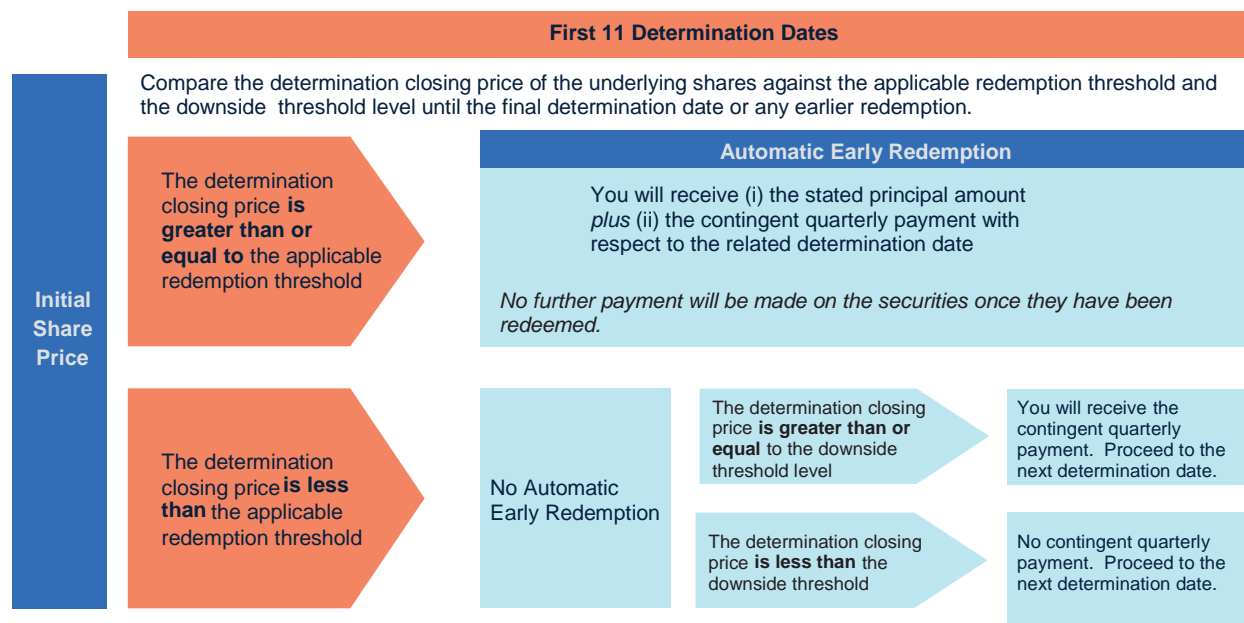 First 11 Determination Dates
Compare the determination closing price of the underlying shares against the applicable redemption threshold and
the downside threshold level until the final determination date or any earlier redemption.
Initial
Share
Price
The determination
closing price is
greater than or
equal to the applicable
redemption threshold
Automatic Early Redemption
You will receive (i) the stated principal amount
plus (ii) the contingent quarterly payment with
respect to the related determination date
No further payment will be made on the securities once they have been
redeemed.
The determination
closing price is less
than the applicable
redemption threshold
No Automatic
Early Redemption
The determination closing
price is greater than or
equal to the downside
threshold level
You will receive the
contingent quarterly
payment. Proceed to the
next determination date.
The determination closing
price is less than the
downside threshold
No contingent quarterly
payment. Proceed to the
next determination date.